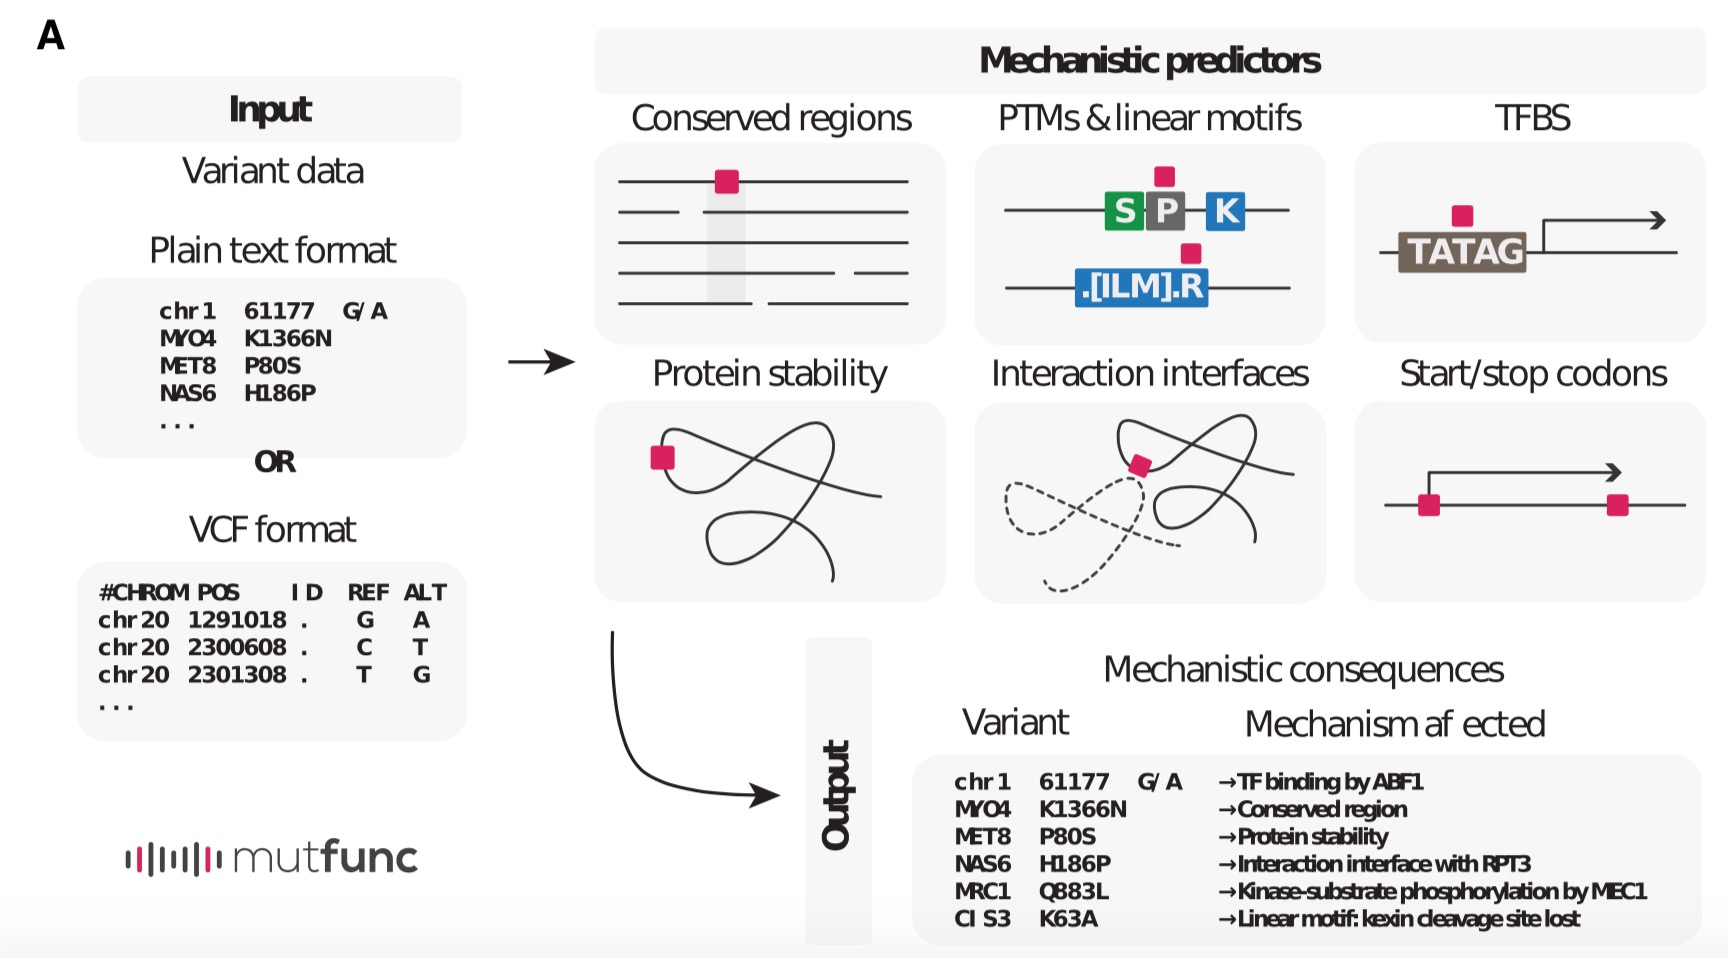 A
Input
Variant data
Plain text format
chr1 61177 G/A
MYO4 K1366N
MET8 P80S
NAS6 H186P
...
OR
VCF format
#CHROM POS ID REF ALT
chr20 1291018 . G A
chr20 2300608 . C T
chr20 2301308 . T G
...
mutfunc
Mechanistic predictors
Conserved regions
PTMs & linear motifs
S P K
.[ILM].R
TFBS
TATAG
Protein stability
Interaction interfaces
Start/stop codons
Output
Mechanistic consequences
Variant Mechanism af ected
chr1 61177 G/A →TF binding by ABF1
MYO4 K1366N →Conserved region
MET8 P80S →Protein stability
NAS6 H186P →Interaction interface with RPT3
MRC1 Q883L →Kinase-substrate phosphorylation by MEC1
CIS3 K63A →Linear motif: kexin cleavage site lost